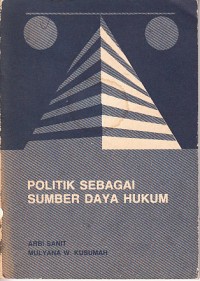 POLITIK SEBAGAI
SUMBER DAYA HUKUM
ARBI SANIT
MULYANA W. KUSUMAH